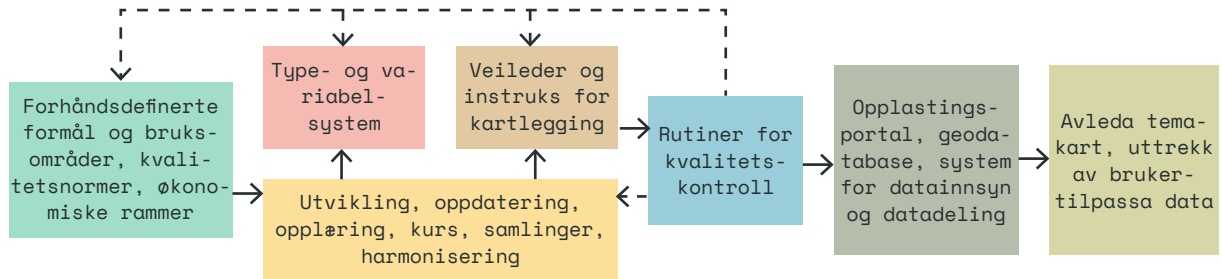 Forhåndsdefinerte
formål og bruks-
områder, kvali-
tetsnormer, økono-
miske rammer
Type- og va-
riabel-
system
Veileder og
instruks for
kartlegging
Utvikling, oppdatering,
opplæring, kurs, samlinger,
harmonisering
Rutiner for
kvalitets-
kontroll
Opplastings-
portal, geoda-
tabase, system
for datainnsyn
og datadeling
Avleda tema-
kart, uttrekk
av bruker-
tilpassa data